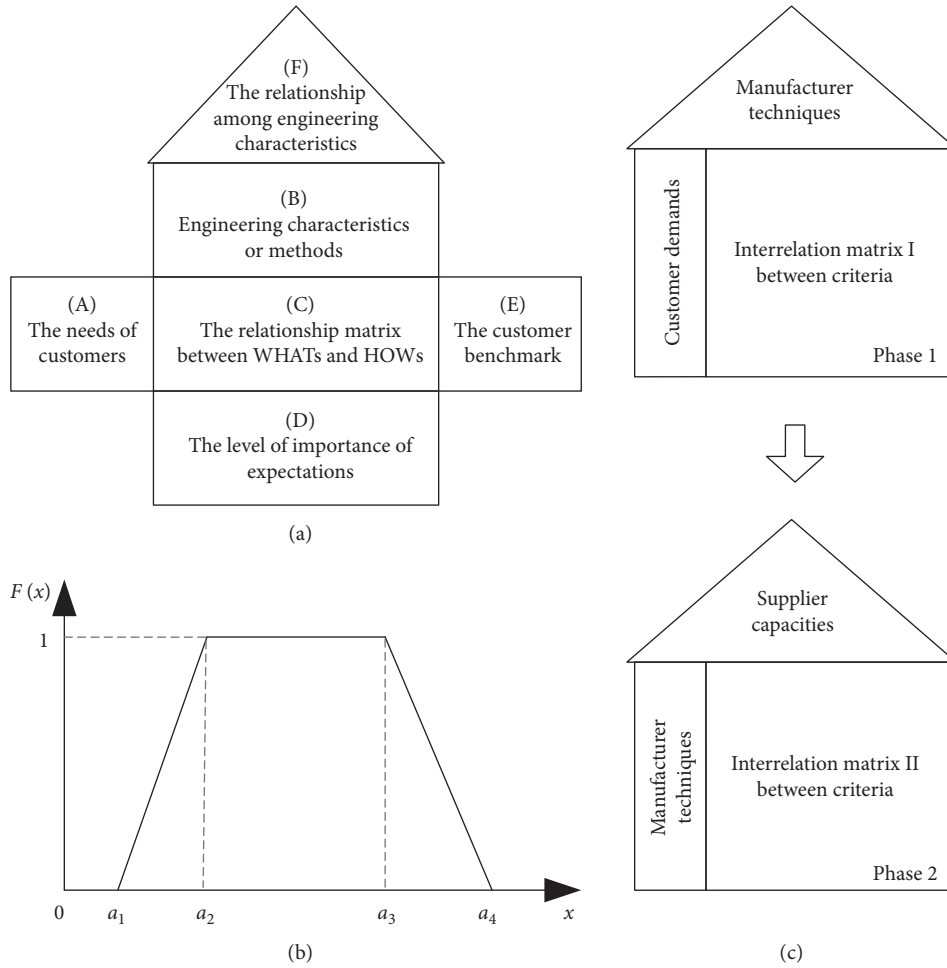 (F)
The relationship
among engineering
characteristics
(B)
Engineering characteristics
or methods
(A)
The needs of
customers
(C)
The relationship matrix
between WHATs and HOWs
(E)
The customer
benchmark
(D)
The level of importance of
expectations
(a)
F (x)
1
0
a1
a2
a3
a4
x
(b)
Manufacturer
techniques
Customer demands
Interrelation matrix I
between criteria
Phase 1
Supplier
capacities
Manufacturer
techniques
Interrelation matrix II
between criteria
Phase 2
(c)